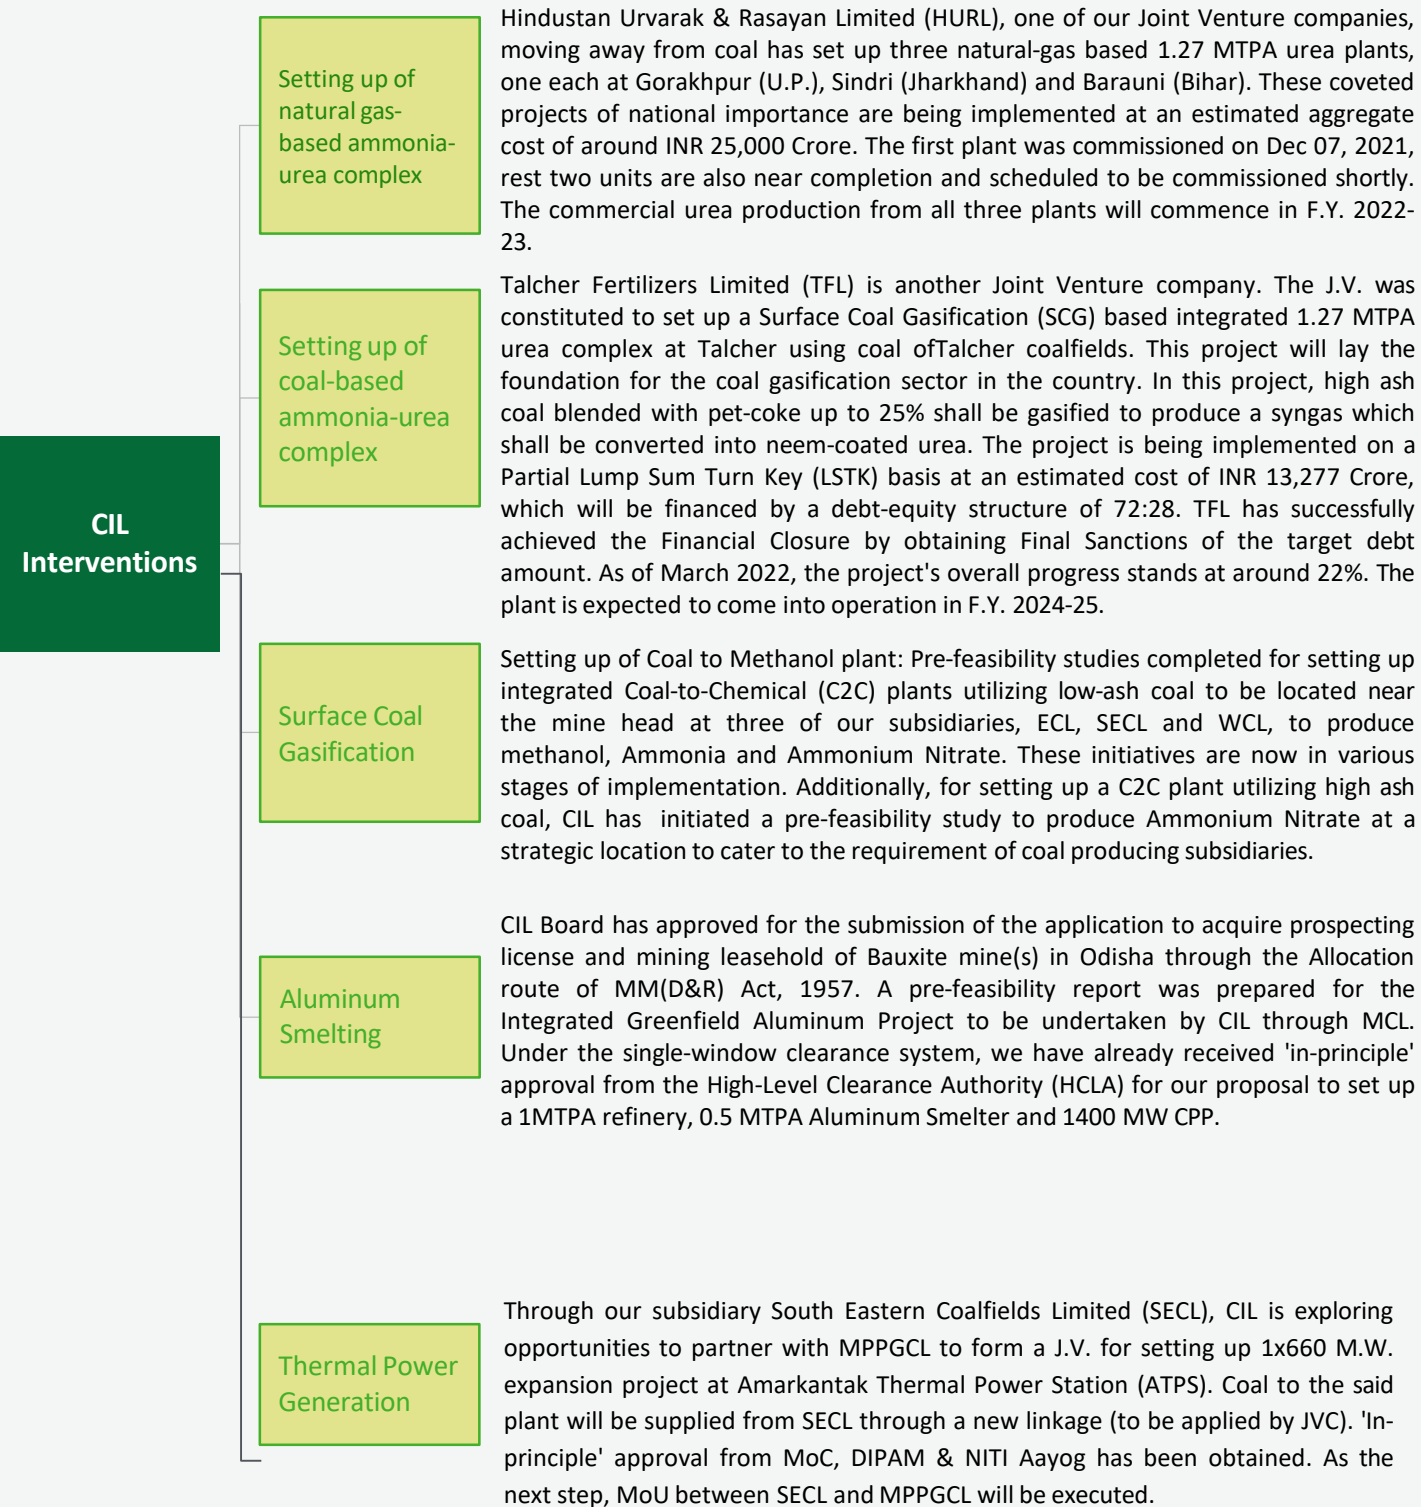 CIL
Interventions
Setting up of
natural gas-
based ammonia-
urea complex
Hindustan Urvarak & Rasayan Limited (HURL), one of our Joint Venture companies,
moving away from coal has set up three natural-gas based 1.27 MTPA urea plants,
one each at Gorakhpur (U.P.), Sindri (Jharkhand) and Barauni (Bihar). These coveted
projects of national importance are being implemented at an estimated aggregate
cost of around INR 25,000 Crore. The first plant was commissioned on Dec 07, 2021,
rest two units are also near completion and scheduled to be commissioned shortly.
The commercial urea production from all three plants will commence in F.Y. 2022-
23.
Setting up of
coal-based
ammonia-urea
complex
Talcher Fertilizers Limited (TFL) is another Joint Venture company. The J.V. was
constituted to set up a Surface Coal Gasification (SCG) based integrated 1.27 MTPA
urea complex at Talcher using coal ofTalcher coalfields. This project will lay the
foundation for the coal gasification sector in the country. In this project, high ash
coal blended with pet-coke up to 25% shall be gasified to produce a syngas which
shall be converted into neem-coated urea. The project is being implemented on a
Partial Lump Sum Turn Key (LSTK) basis at an estimated cost of INR 13,277 Crore,
which will be financed by a debt-equity structure of 72:28. TFL has successfully
achieved the Financial Closure by obtaining Final Sanctions of the target debt
amount. As of March 2022, the project's overall progress stands at around 22%. The
plant is expected to come into operation in F.Y. 2024-25.
Surface Coal
Gasification
Setting up of Coal to Methanol plant: Pre-feasibility studies completed for setting up
integrated Coal-to-Chemical (C2C) plants utilizing low-ash coal to be located near
the mine head at three of our subsidiaries, ECL, SECL and WCL, to produce
methanol, Ammonia and Ammonium Nitrate. These initiatives are now in various
stages of implementation. Additionally, for setting up a C2C plant utilizing high ash
coal, CIL has initiated a pre-feasibility study to produce Ammonium Nitrate at a
strategic location to cater to the requirement of coal producing subsidiaries.
Aluminum
Smelting
CIL Board has approved for the submission of the application to acquire prospecting
license and mining leasehold of Bauxite mine(s) in Odisha through the Allocation
route of MM(D&R) Act, 1957. A pre-feasibility report was prepared for the
Integrated Greenfield Aluminum Project to be undertaken by CIL through MCL.
Under the single-window clearance system, we have already received 'in-principle'
approval from the High-Level Clearance Authority (HCLA) for our proposal to set up
a 1MTPA refinery, 0.5 MTPA Aluminum Smelter and 1400 MW CPP.
Thermal Power
Generation
Through our subsidiary South Eastern Coalfields Limited (SECL), CIL is exploring
opportunities to partner with MPPGCL to form a J.V. for setting up 1x660 M.W.
expansion project at Amarkantak Thermal Power Station (ATPS). Coal to the said
plant will be supplied from SECL through a new linkage (to be applied by JVC). 'In-
principle' approval from MoC, DIPAM & NITI Aayog has been obtained. As the
next step, MoU between SECL and MPPGCL will be executed.